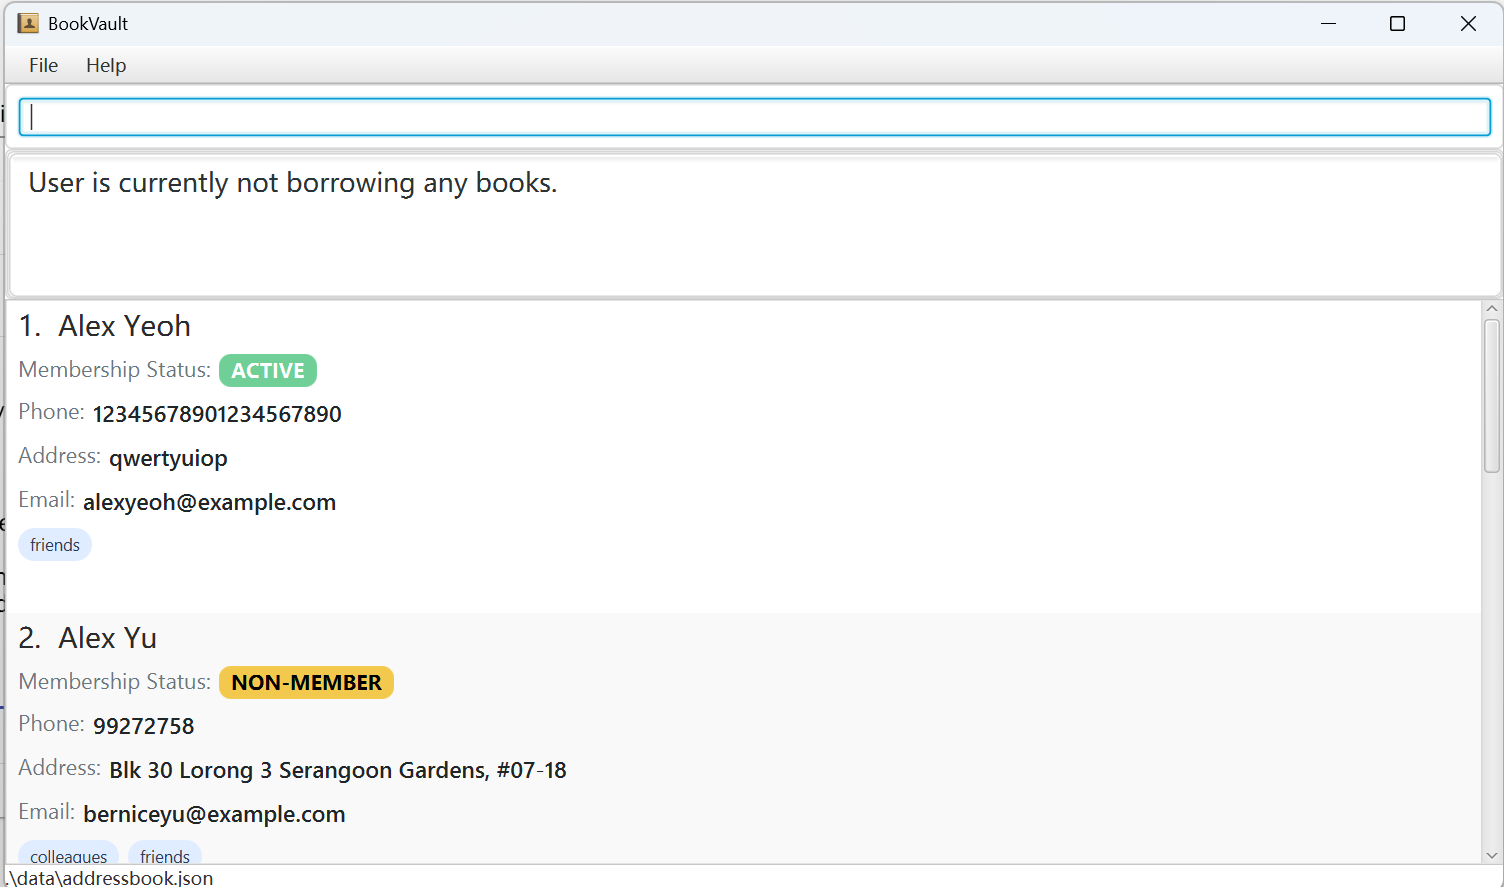 BookVault
File Help
User is currently not borrowing any books.
1. Alex Yeoh
Membership Status: ACTIVE
Phone: 12345678901234567890
Address: qwertyuiop
Email: alexyeoh@example.com
friends
2. Alex Yu
Membership Status: NON-MEMBER
Phone: 99272758
Address: Blk 30 Lorong 3 Serangoon Gardens, #07-18
Email: berniceyu@example.com
colleagues friends
.\data\addressbook.json